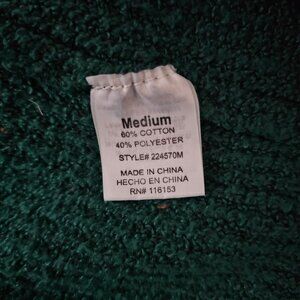 Medium
60% COTTON
40% POLYESTER
STYLE# 224570M
MADE IN CHINA
HECHO EN CHINA
RN# 116153